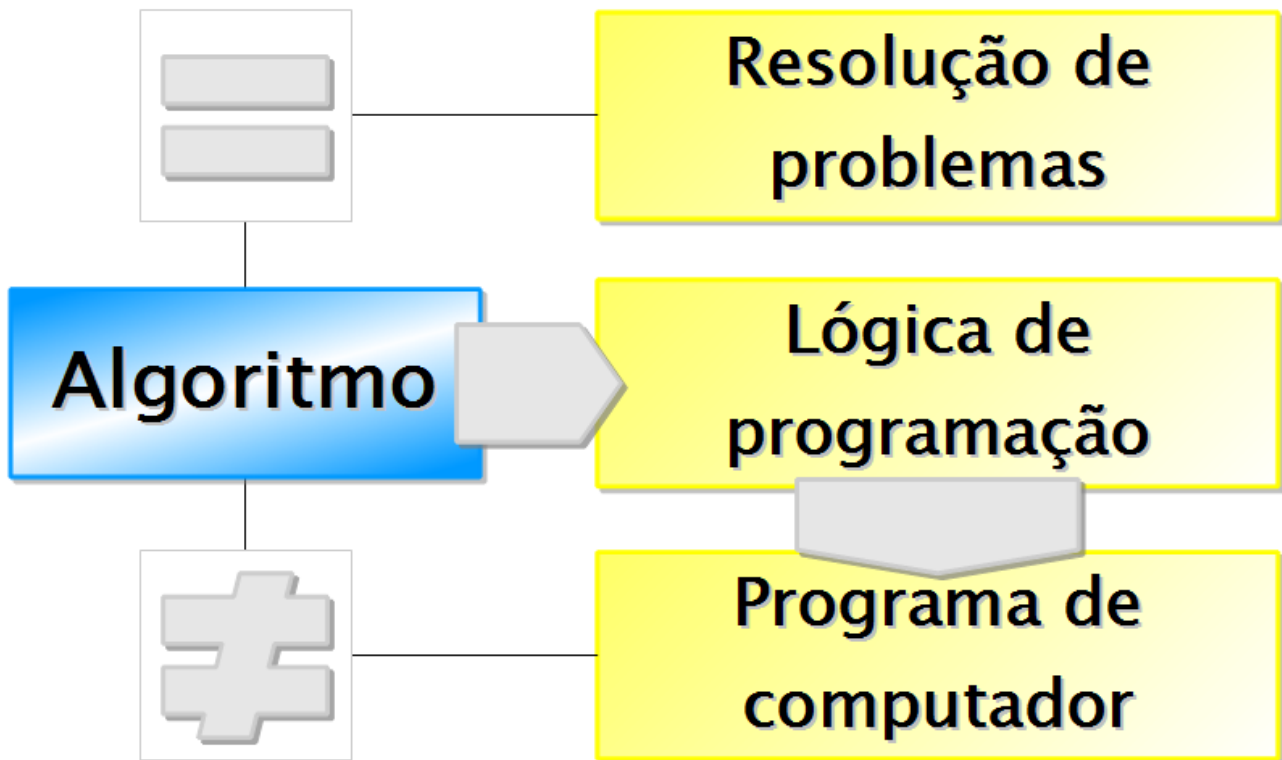 Resolução de
problemas
Algoritmo
Lógica de
programação
Programa de
computador